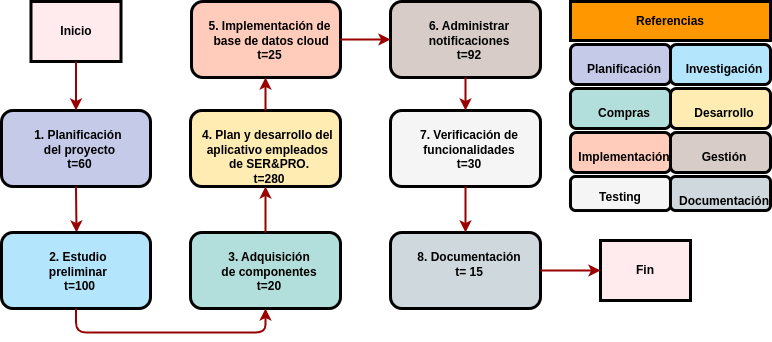 Inicio
1. Planificación
del proyecto
t=60
2. Estudio
preliminar
t=100
3. Adquisición
de componentes
t=20
4. Plan y desarrollo del
aplicativo empleados
de SER&PRO.
t=280
5. Implementación de
base de datos cloud
t=25
6. Administrar
notificaciones
t=92
7. Verificación de
funcionalidades
t=30
8. Documentación
t= 15
Fin
Referencias
Planificación
Investigación
Compras
Desarrollo
Implementación
Gestión
Testing
Documentación